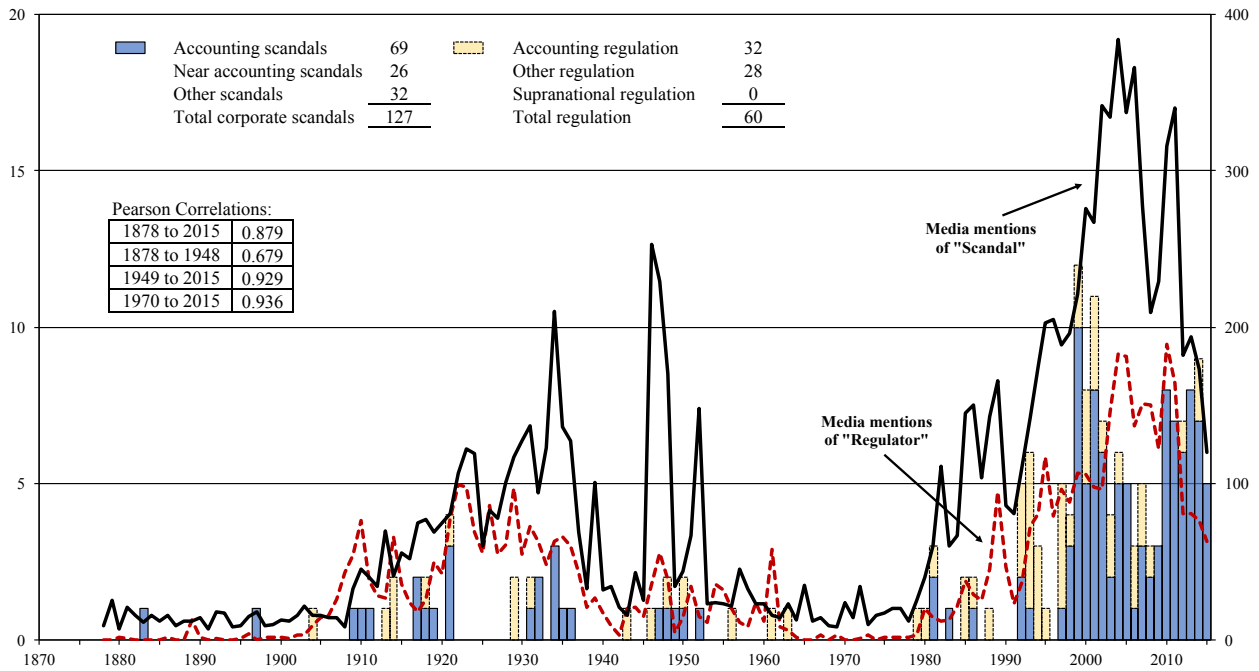 20 400
Accounting scandals 69 Accounting regulation 32
Near accounting scandals 26 Other regulation 28
Other scandals 32 Supranational regulation 0
Total corporate scandals 127 Total regulation 60
15 300
Pearson Correlations:
1878 to 2015 0.879
1878 to 1948 0.679
1949 to 2015 0.929
1970 to 2015 0.936
Media mentions
of "Scandal"
10 200
Media mentions
of "Regulator"
5 100
0 0
1870 1880 1890 1900 1910 1920 1930 1940 1950 1960 1970 1980 1990 2000 2010